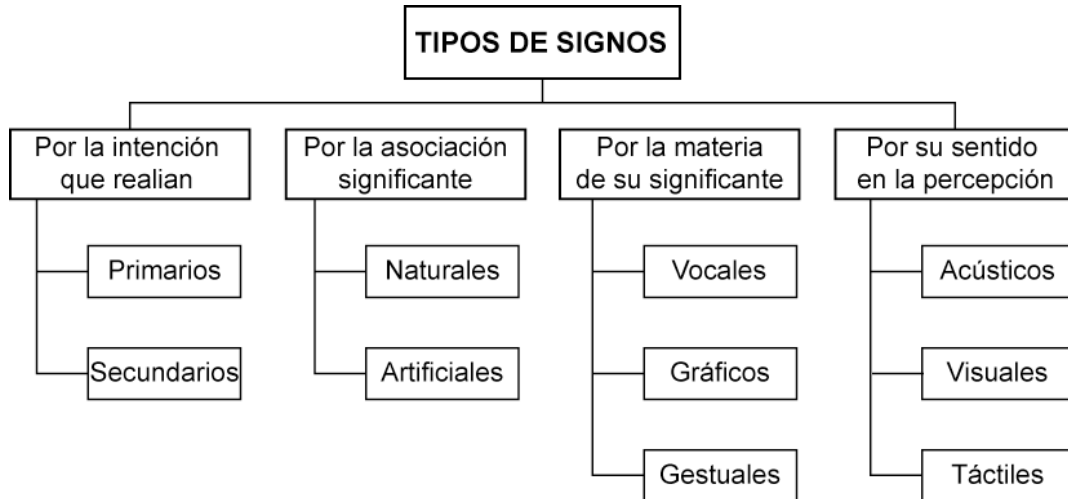 TIPOS DE SIGNOS
Por la intención
que realian
Primarios
Secundarios
Por la asociación
significante
Naturales
Artificiales
Por la materia
de su significante
Vocales
Gráficos
Gestuales
Por su sentido
en la percepción
Acústicos
Visuales
Táctiles